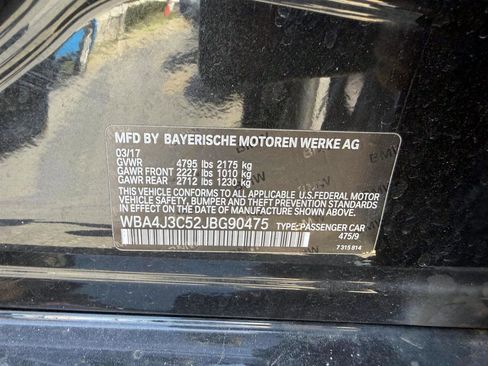 MFD BY BAYERISCHE MOTOREN WERKE AG
03/17
GVWR 4795 lbs 2175 kg
GAWR FRONT 2227 lbs 1010 kg
GAWR REAR 2712 lbs 1230 kg
THIS VEHICLE CONFORMS TO ALL APPLICABLE U.S. FEDERAL MOTOR
VEHICLE SAFETY, BUMPER AND THEFT PREVENTION STANDARDS
IN EFFECT ON THE DATE OF MANUFACTURE SHOWN ABOVE.
WBA4J3C52JBG90475 TYPE: PASSENGER CAR
475/9
7 315 914